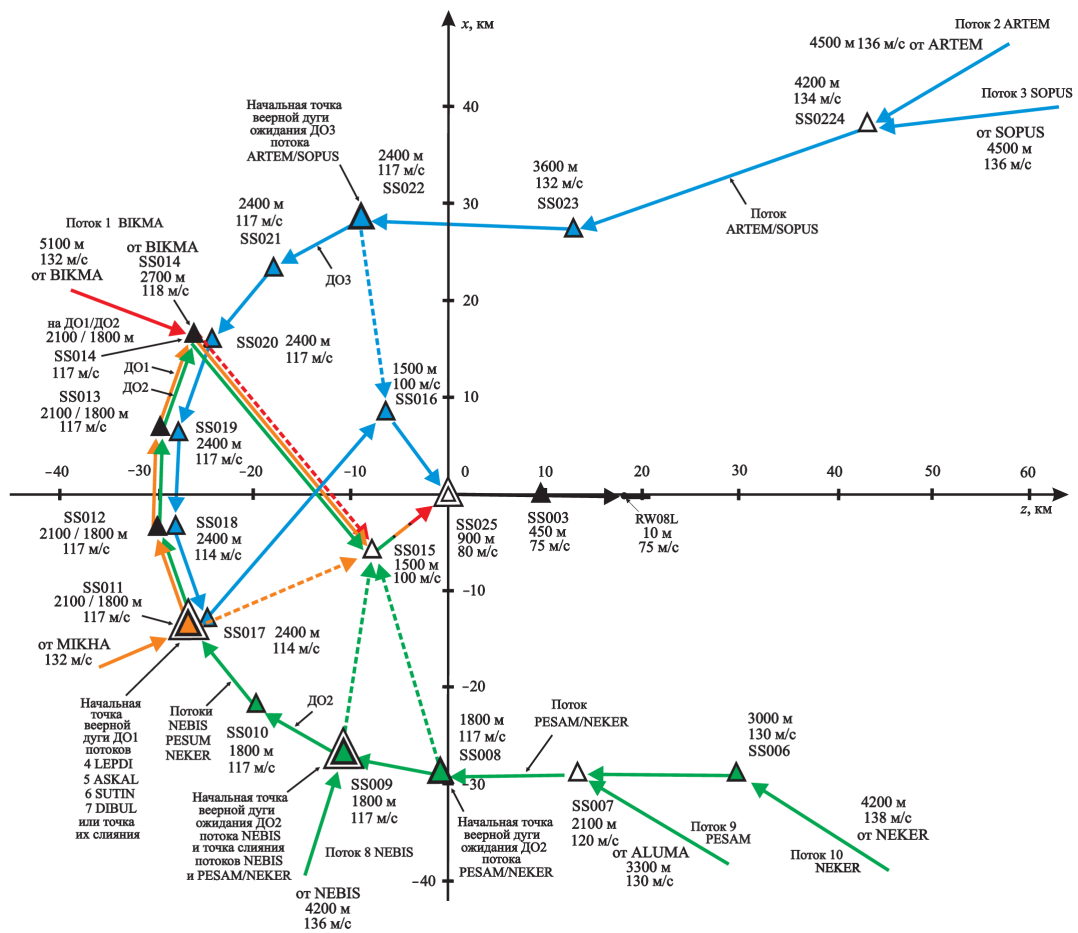 x, км
Поток 2 ARTEM
4500 м 136 м/с от ARTEM
4200 м
134 м/с
SS0224
Поток 3 SOPUS
от SOPUS
4500 м
136 м/с
40
Начальная точка
веерной дуги
ожидания ДО3
потока
ARTEM/SOPUS
2400 м
117 м/с
SS022
3600 м
132 м/с
SS023
Поток
ARTEM/SOPUS
30
2400 м
117 м/с
SS021
ДО3
Поток 1 BIKMA
5100 м
132 м/с
от BIKMA
от BIKMA
SS014
2700 м
118 м/с
20
на ДО1/ДО2
2100 / 1800 м
SS014
117 м/с
SS020
2400 м
117 м/с
ДО1
ДО2
1500 м
100 м/с
SS016
10
SS013
2100 / 1800 м
117 м/с
SS019
2400 м
117 м/с
–40
–30
–20
–10
0
10
20
30
40
50
60
z, км
SS012
2100 / 1800 м
117 м/с
SS018
2400 м
114 м/с
SS025
900 м
80 м/с
SS003
450 м
75 м/с
RW08L
10 м
75 м/с
SS015
1500 м
100 м/с
–10
SS011
2100 / 1800 м
117 м/с
от MIKHA
132 м/с
SS017
2400 м
114 м/с
–20
Начальная
точка
веерной
дуги ДО1
потоков
4 LEPDI
5 ASKAL
6 SUTIN
7 DIBUL
или точка
их слияния
Потоки
NEBIS
PESUM
NEKER
SS010
1800 м
117 м/с
ДО2
1800 м
117 м/с
SS008
Поток
PESAM/NEKER
3000 м
130 м/с
SS006
–30
SS009
1800 м
117 м/с
Начальная точка
веерной дуги
ожидания ДО2
потока NEBIS
и точка слияния
потоков NEBIS
и PESAM/NEKER
Поток 8 NEBIS
Начальная точка
веерной дуги
ожидания ДО2
потока
PESAM/NEKER
SS007
2100 м
120 м/с
от ALUMA
3300 м
130 м/с
Поток 9
PESAM
4200 м
138 м/с
от NEKER
Поток 10
NEKER
–40
от NEBIS
4200 м
136 м/с